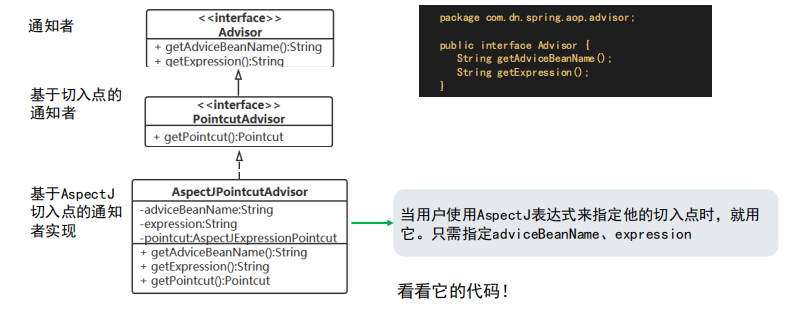 通知者
<<interface>>
Advisor
+ getAdviceBeanName():String
+ getExpression():String
package com.dn.spring.aop.advisor;
public interface Advisor {
String getAdviceBeanName();
String getExpression();
}
基于切入点的
通知者
<<interface>>
PointcutAdvisor
+ getPointcut():Pointcut
基于AspectJ
切入点的通知
者实现
AspectJPointcutAdvisor
-adviceBeanName:String
-expression:String
-pointcut:AspectJExpressionPointcut
+ getAdviceBeanName():String
+ getExpression():String
+ getPointcut():Pointcut
当用户使用AspectJ表达式来指定他的切入点时，就用
它。只需指定adviceBeanName、expression
看看它的代码！